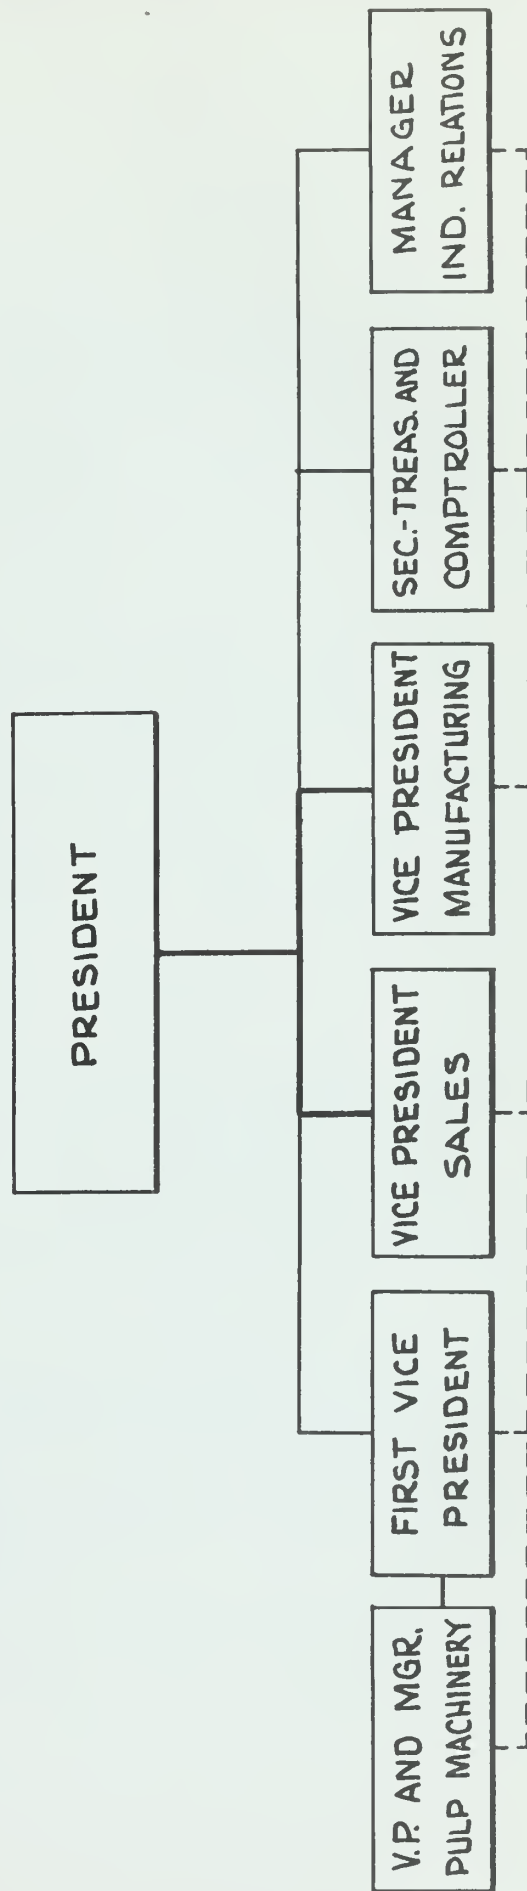 PRESIDENT
V.P. AND MGR.
PULP MACHINERY
FIRST VICE
PRESIDENT
VICE PRESIDENT
SALES
VICE PRESIDENT
MANUFACTURING
SEC.-TREAS. AND
COMPTROLLER
MANAGER
IND. RELATIONS